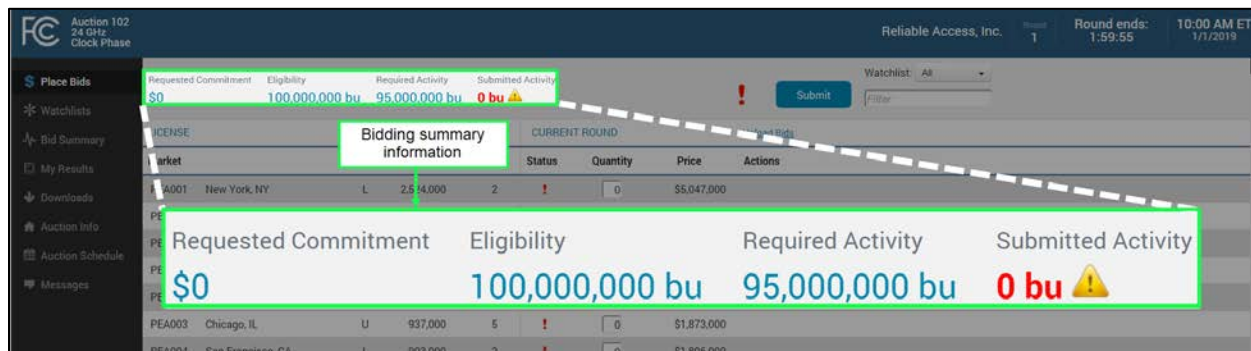 FCC
Auction 102
24 GHz
Clock Phase
Reliable Access, Inc.
Round
1
Round ends:
1:59:55
10:00 AM ET
1/1/2019
$ Place Bids
Watchlists
Bid Summary
My Results
Downloads
Auction Info
Auction Schedule
Messages
Requested Commitment Eligibility Required Activity Submitted Activity
$0 100,000,000 bu 95,000,000 bu 0 bu
! Submit
Watchlist: All
Filter
Bidding summary
information
LICENSE CURRENT ROUND
Market Status Quantity Price Actions
PEA001 New York, NY L 2 ! 0 $5,047,000
Requested Commitment Eligibility Required Activity Submitted Activity
$0 100,000,000 bu 95,000,000 bu 0 bu
PEA003 Chicago, IL U 937,000 5 ! 0 $1,873,000